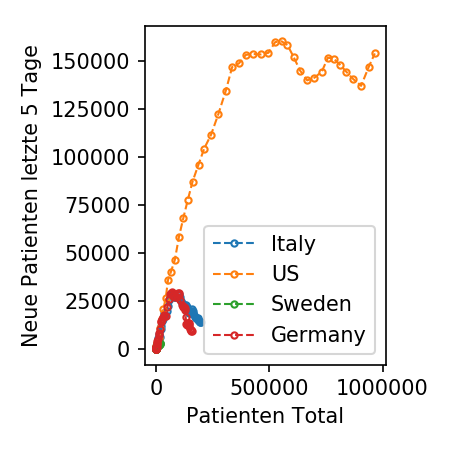 Neue Patienten letzte 5 Tage
150000
125000
100000
75000
50000
25000
0
Italy
US
Sweden
Germany
0 500000 1000000
Patienten Total